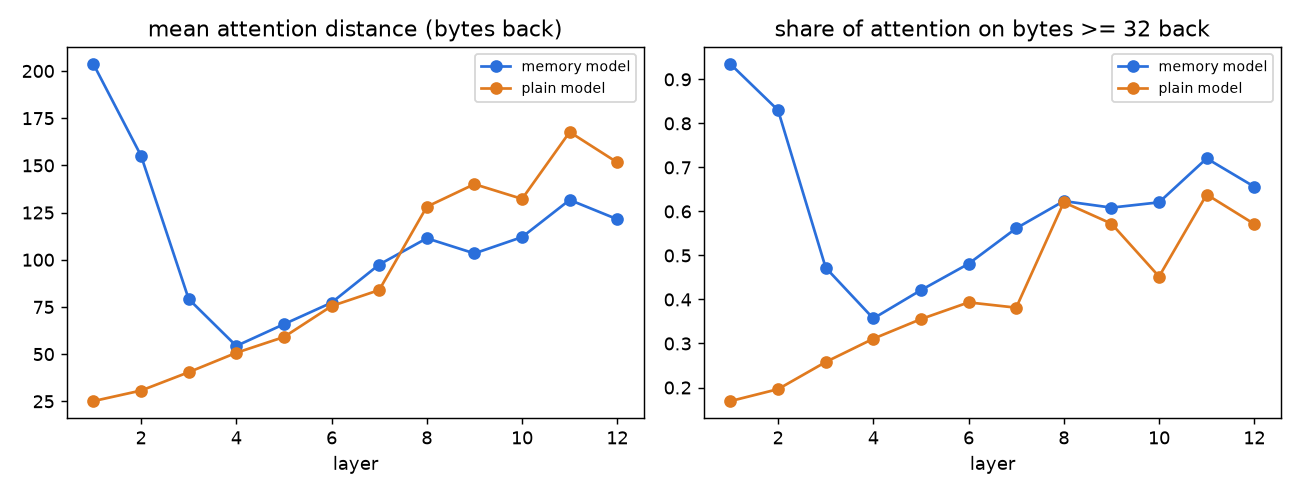 mean attention distance (bytes back)
memory model
plain model
200
175
150
125
100
75
50
25
2 4 6 8 10 12
layer
share of attention on bytes >= 32 back
memory model
plain model
0.9
0.8
0.7
0.6
0.5
0.4
0.3
0.2
2 4 6 8 10 12
layer